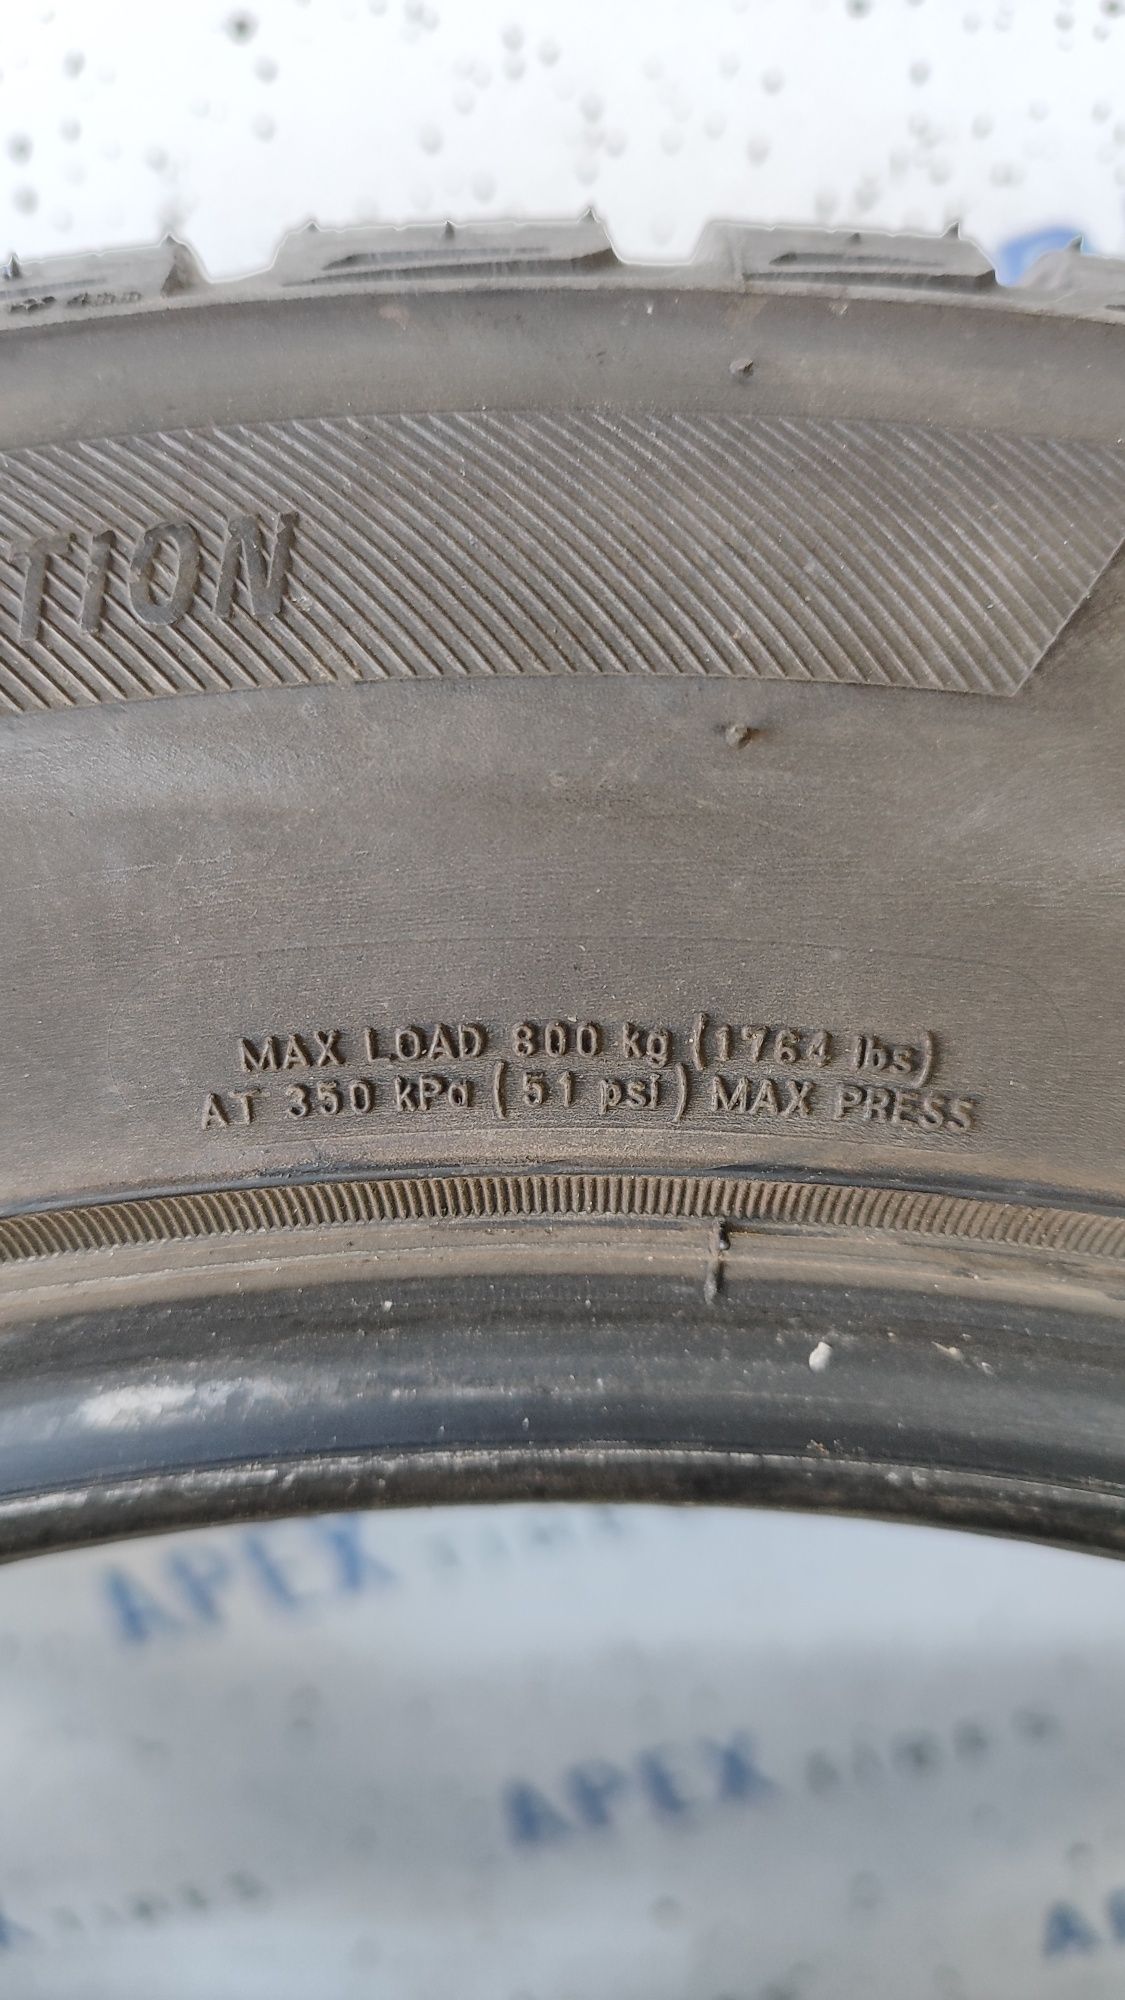 TION
MAX LOAD 800 kg (1764 lbs)
AT 350 kPa (51 psi) MAX PRESS
APEX
APEX